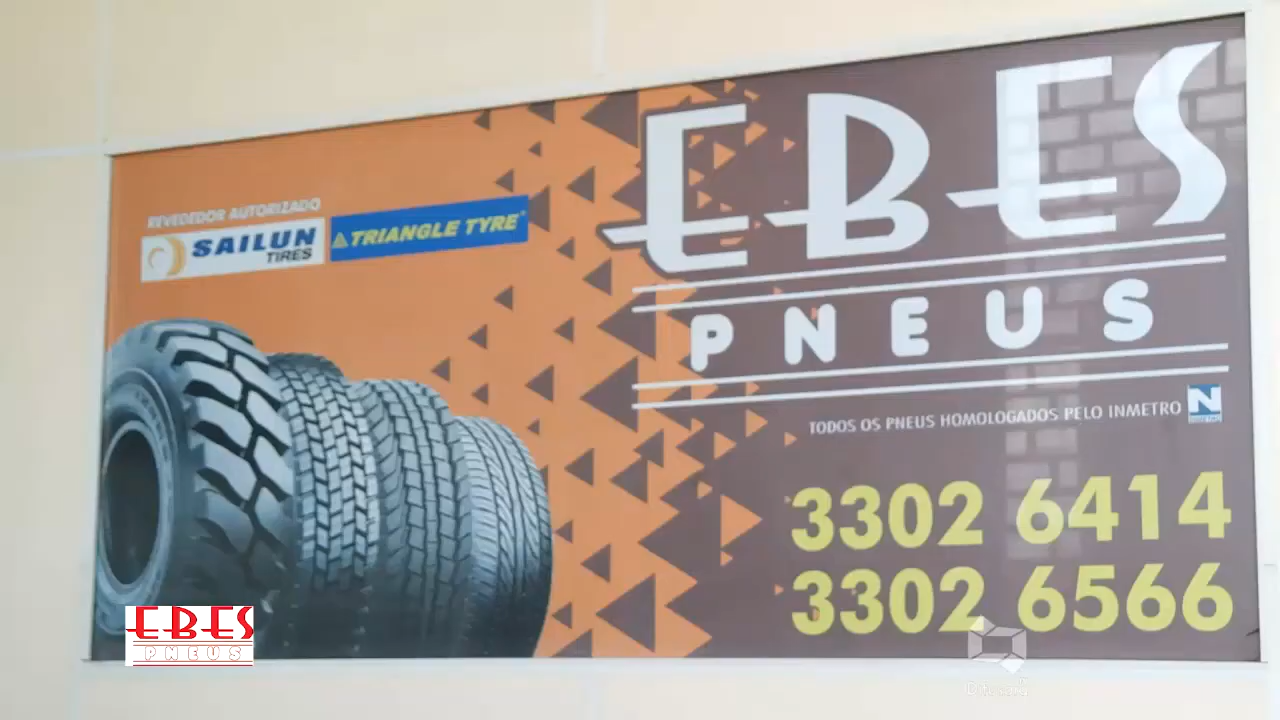 REVEDEDOR AUTORIZADO
SAILUN
TIRES
TRIANGLE TYRE
EBES
PNEUS
TODOS OS PNEUS HOMOLOGADOS PELO INMETRO
3302 6414
3302 6566
EBES
PNEUS